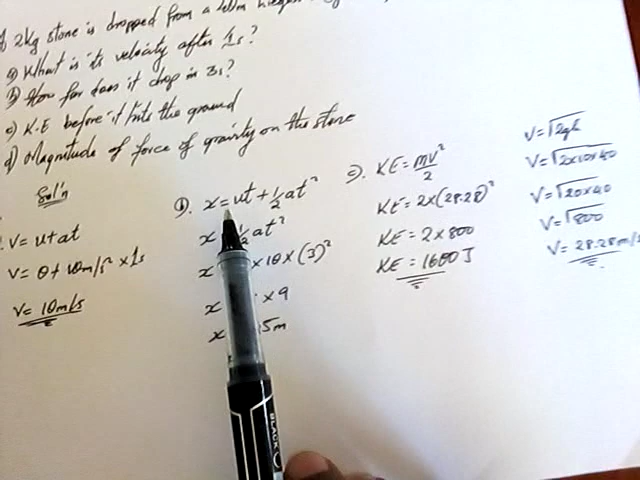 A 2kg stone is dropped from a 40m
a) What is its velocity after 1s?
b) How far does it drop in 3s?
c) K.E before it hits the ground
d) Magnitude of force of gravity on the stone
Sol'n
V = u + at
V = 0 + 10m/s² × 1s
V = 10m/s
b). x = ut + ½at²
x ½at²
x × 10 × (3)²
x × 9
x 5m
c). KE = mv²/2
KE = 2×(28.28)²
KE = 2 × 800
KE = 1600J
V = √2gh
V = √2×10×40
V = √20×40
V = √800
V = 28.28m/s
BLACK